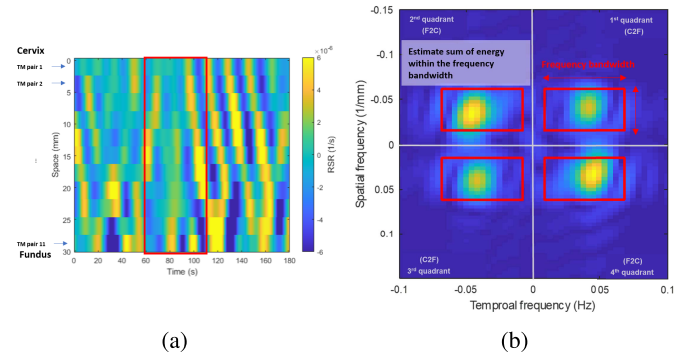 Cervix
TM pair 1
TM pair 2
TM pair 11
Fundus
Space (mm)
0
5
10
15
20
25
30
0 20 40 60 80 100 120 140 160 180
Time (s)
×10⁻⁶
6
4
2
0
-2
-4
-6
RSR (1/s)
(a)
2nd quadrant
(F2C)
1st quadrant
(C2F)
Estimate sum of energy
within the frequency
bandwidth
Frequency bandwidth
(C2F)
3rd quadrant
(F2C)
4th quadrant
Spatial frequency (1/mm)
-0.15
-0.1
-0.05
0
0.05
0.1
-0.1 -0.05 0 005 0.1
Temproal frequency (Hz)
(b)